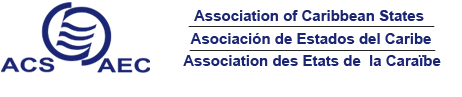 ACS AEC
Association of Caribbean States
Asociación de Estados del Caribe
Association des Etats de la Caraïbe